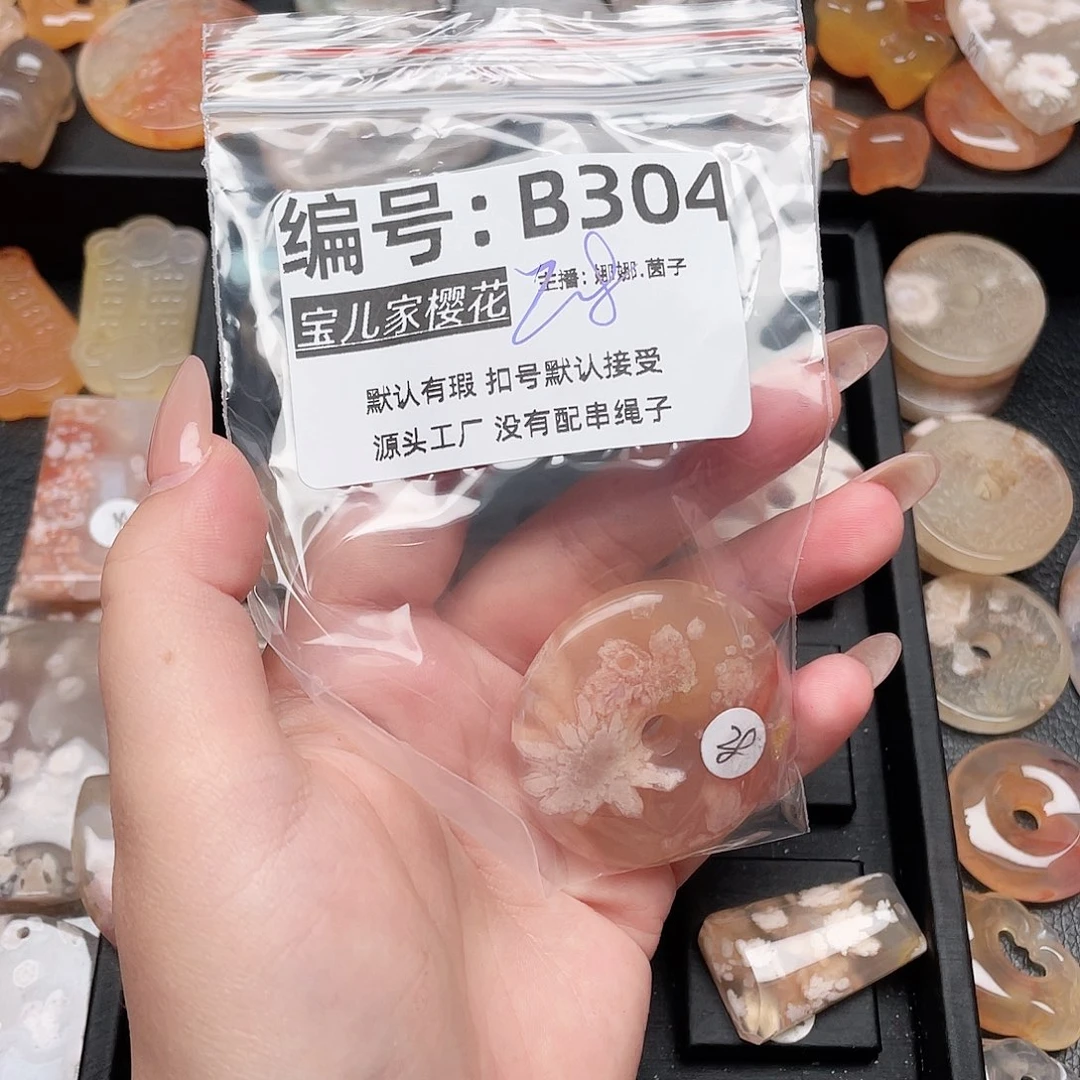 编号：B304
宝儿家樱花
主播：娜娜.茵子
默认有瑕 扣号默认接受
源头工厂 没有配串绳子